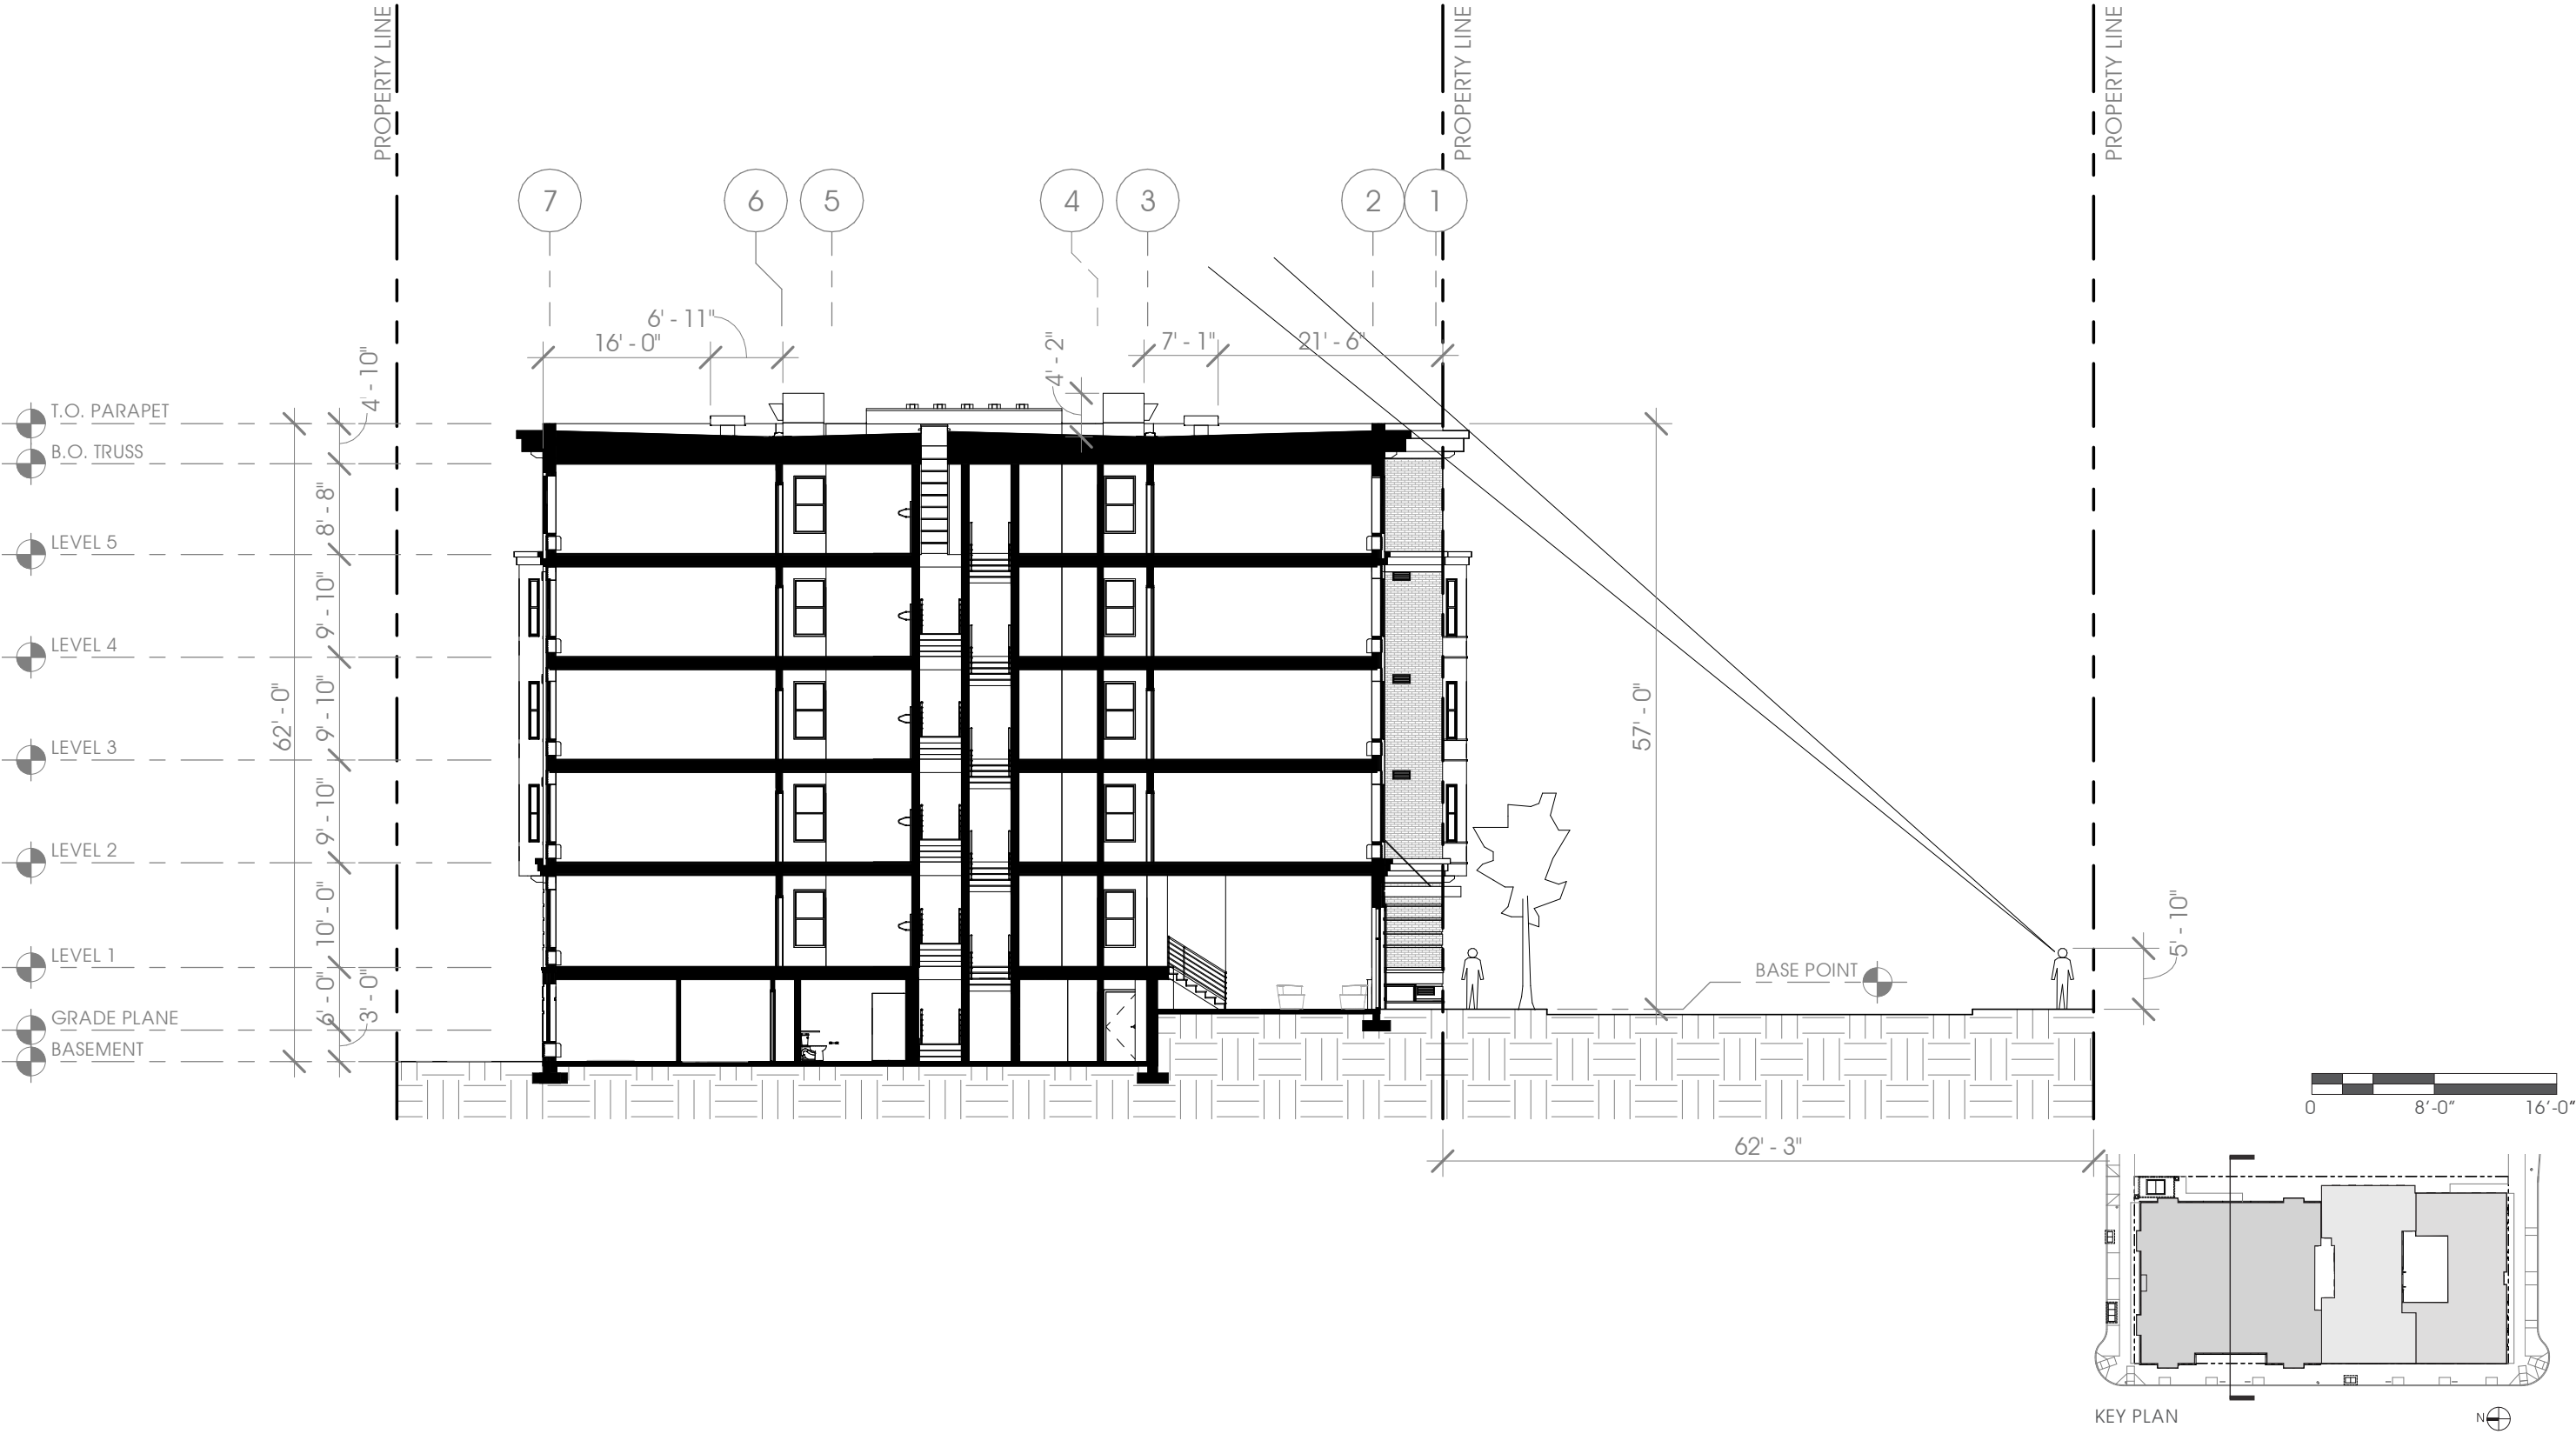 PROPERTY LINE
PROPERTY LINE
PROPERTY LINE
7
6
5
4
3
2
1
6' - 11"
16' - 0"
4' - 2"
7' - 1"
21' - 6"
4' - 10"
T.O. PARAPET
B.O. TRUSS
8' - 8"
LEVEL 5
9' - 10"
LEVEL 4
62' - 0"
9' - 10"
57' - 0"
LEVEL 3
9' - 10"
LEVEL 2
10' - 0"
5' - 10"
LEVEL 1
BASE POINT
6' - 0"
3' - 0"
GRADE PLANE
BASEMENT
0
8'-0"
16'-0"
62' - 3"
KEY PLAN
N